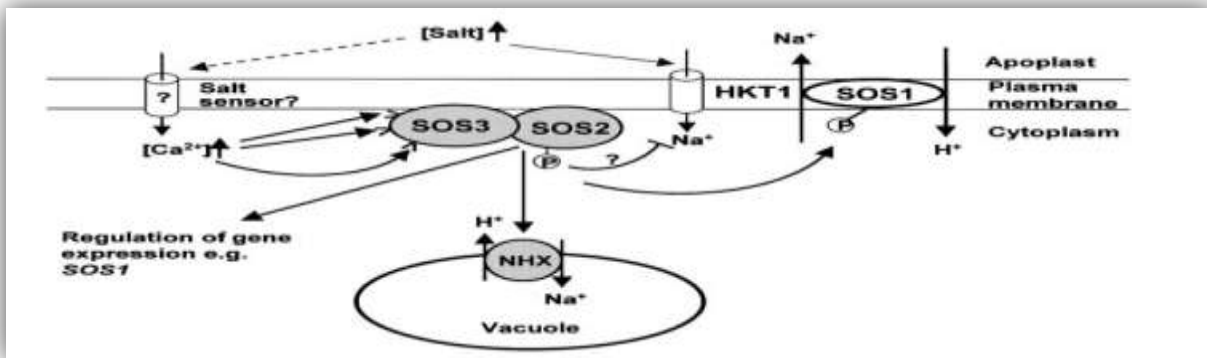 [Salt]
Na⁺
Apoplast
?
Salt
sensor?
HKT1
SOS1
Plasma
membrane
SOS3
SOS2
P
Cytoplasm
[Ca²⁺]
Na⁺
H⁺
P
?
Regulation of gene
expression e.g.
SOS1
H⁺
NHX
Na⁺
Vacuole